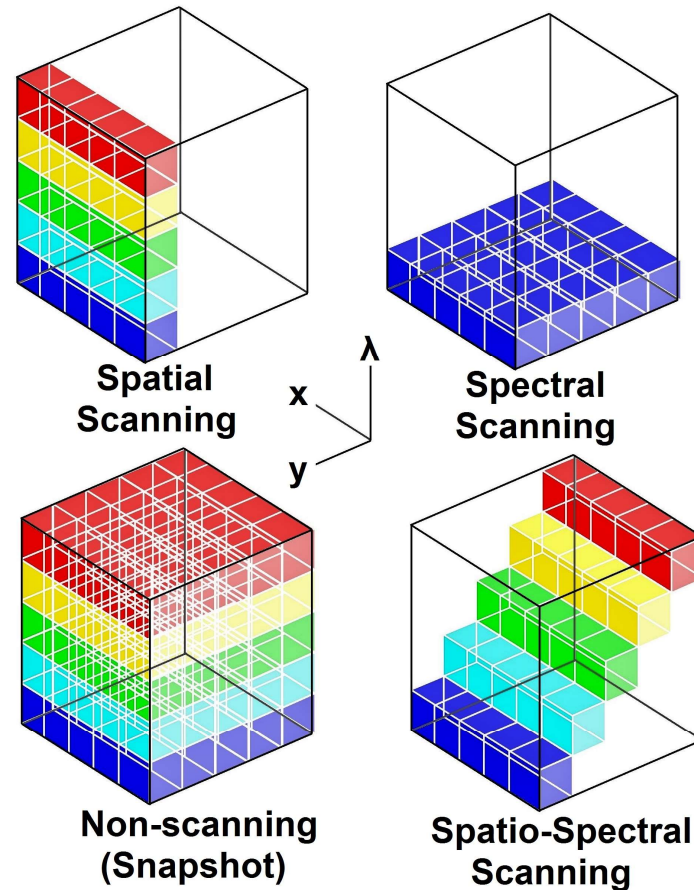 Spatial
Scanning
Spectral
Scanning
λ
x
y
Non-scanning
(Snapshot)
Spatio-Spectral
Scanning